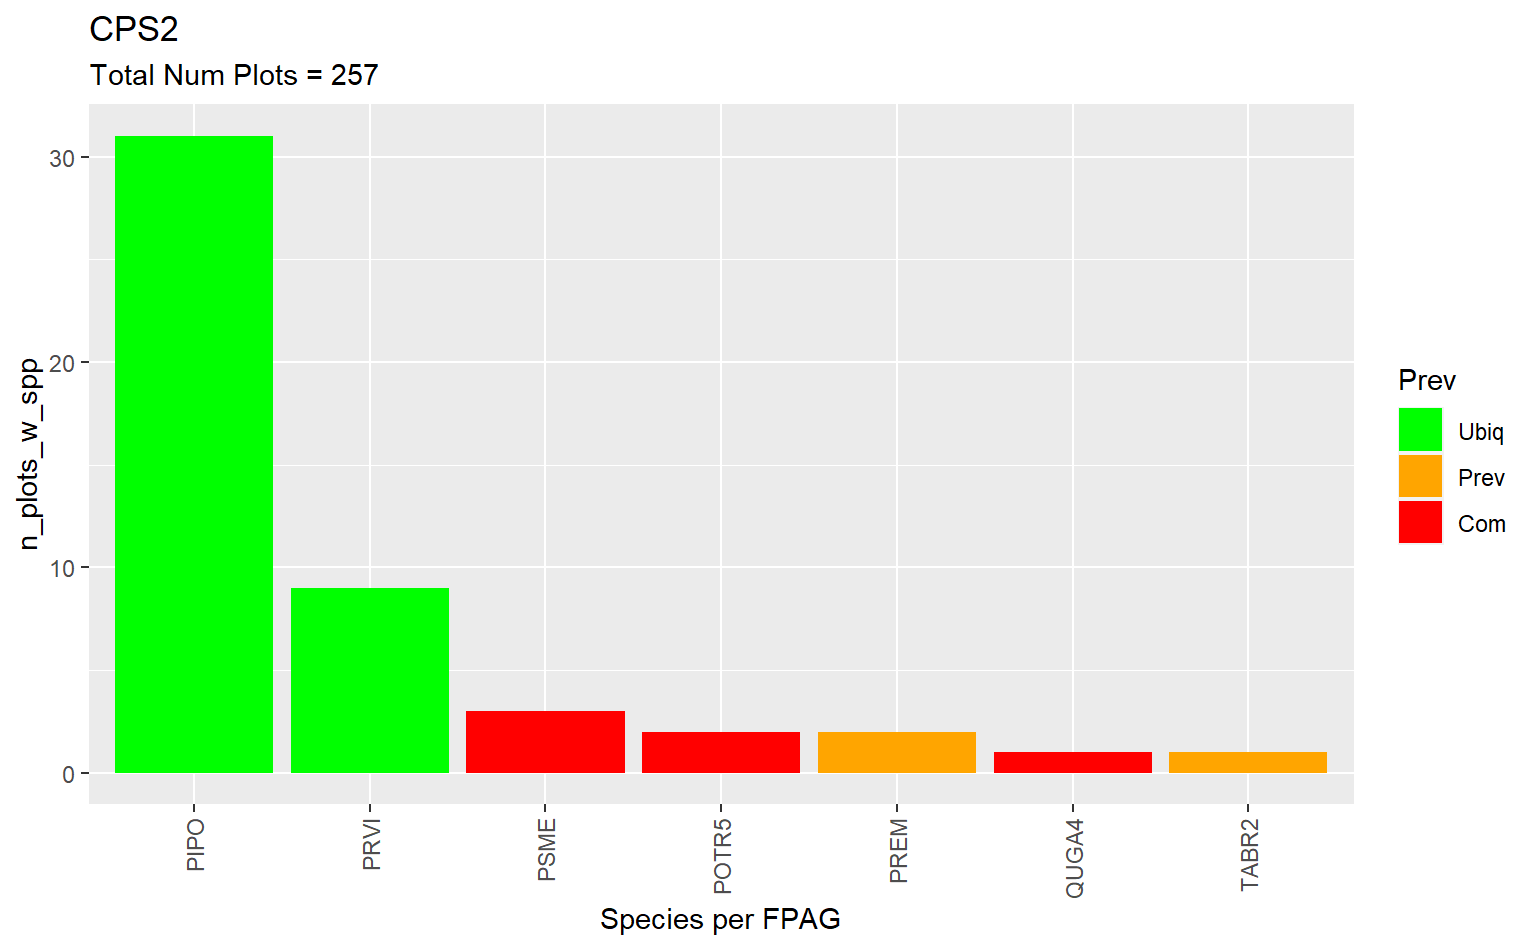 CPS2
Total Num Plots = 257
n_plots_w_spp
30
20
10
0
PIPO
PRVI
PSME
POTR5
PREM
QUGA4
TABR2
Species per FPAG
Prev
Ubiq
Prev
Com